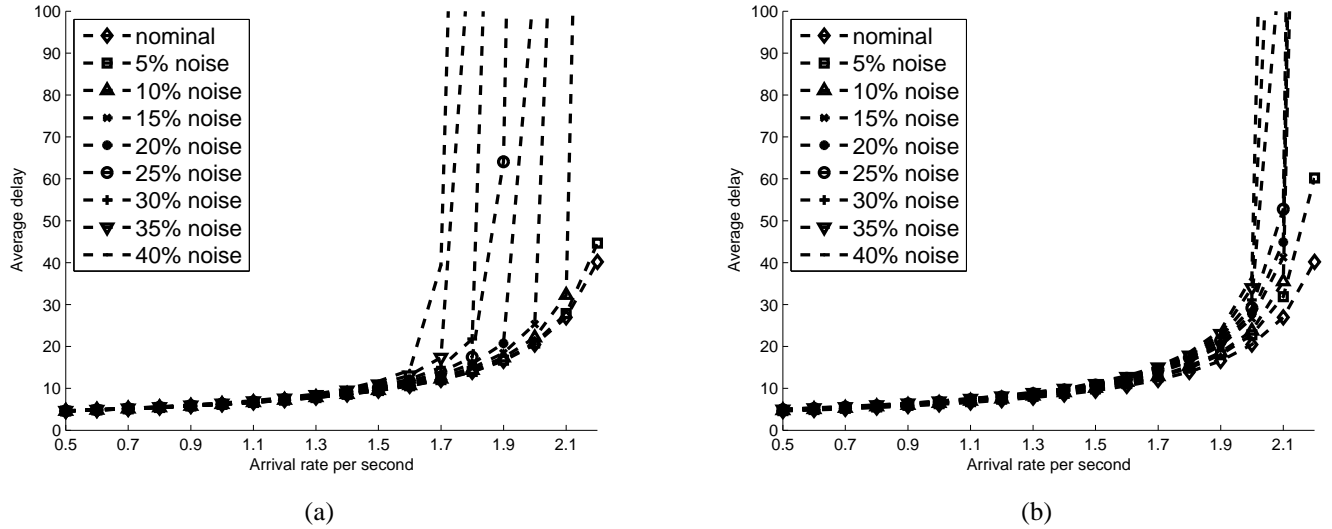 100
90
80
70
60
50
40
30
20
10
0
Average delay
nominal
5% noise
10% noise
15% noise
20% noise
25% noise
30% noise
35% noise
40% noise
0.5 0.7 0.9 1.1 1.3 1.5 1.7 1.9 2.1
Arrival rate per second
(a)
100
90
80
70
60
50
40
30
20
10
0
Average delay
nominal
5% noise
10% noise
15% noise
20% noise
25% noise
30% noise
35% noise
40% noise
0.5 0.7 0.9 1.1 1.3 1.5 1.7 1.9 2.1
Arrival rate per second
(b)